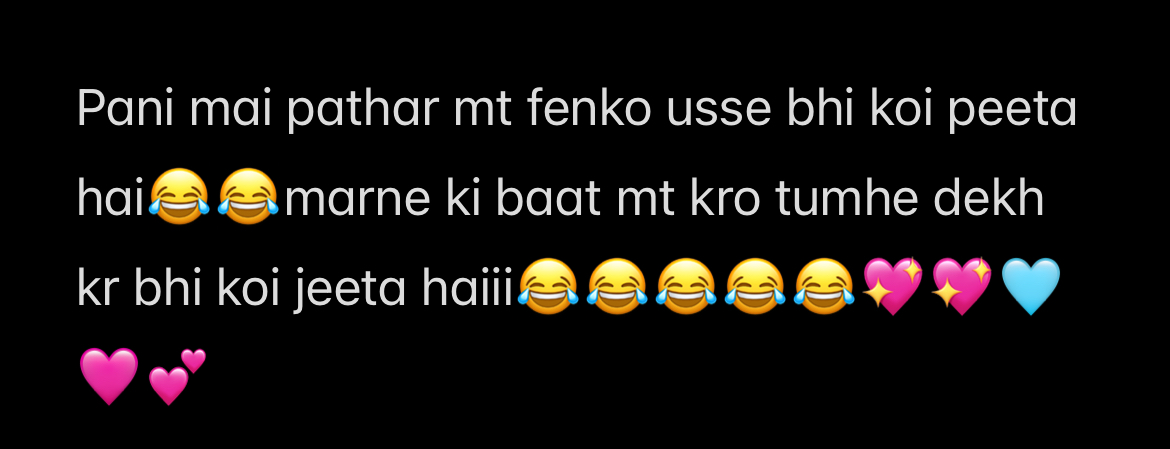 Pani mai pathar mt fenko usse bhi koi peeta
hai😂😂marne ki baat mt kro tumhe dekh
kr bhi koi jeeta haiii😂😂😂😂😂💖💖🩵
🩷💕